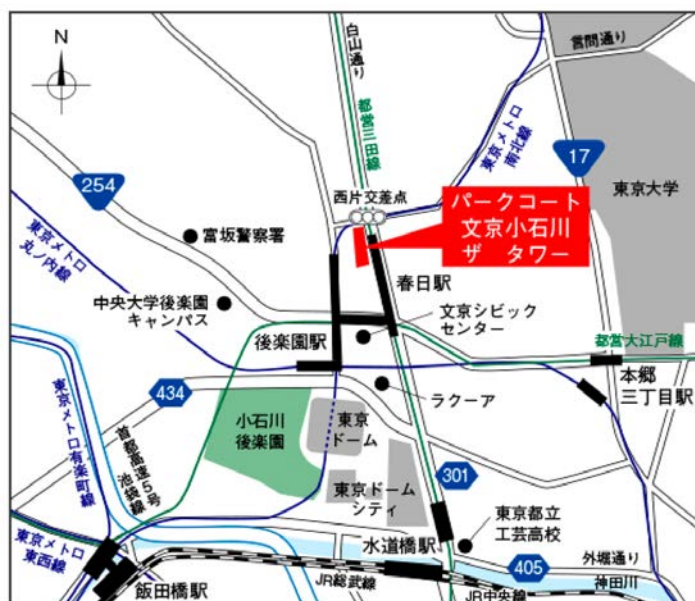 N
白山通り
都営三田線
東京メトロ
南北線
言問通り
17
254
西片交差点
パークコート
文京小石川
ザ タワー
東京大学
東京メトロ
丸ノ内線
富坂警察署
春日駅
中央大学後楽園
キャンパス
文京シビック
センター
後楽園駅
都営大江戸線
本郷
三丁目駅
434
ラクーア
小石川
後楽園
東京
ドーム
東京メトロ有楽町線
首都高速5号
池袋線
東京ドーム
シティ
301
東京都立
工芸高校
水道橋駅
東京メトロ
東西線
外堀通り
405
神田川
飯田橋駅
JR総武線
JR中央線